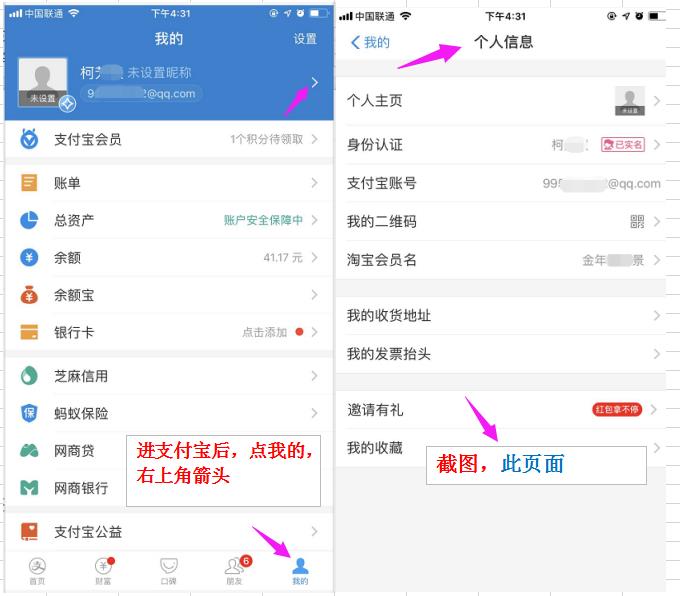 中国联通
下午4:31
我的
设置
柯
未设置昵称
未设置
@qq.com
支付宝会员
1个积分待领取
账单
总资产
账户安全保障中
余额
41.17 元
余额宝
银行卡
点击添加
芝麻信用
蚂蚁保险
网商贷
网商银行
支付宝公益
进支付宝后，点我的，
右上角箭头
首页
财富
口碑
朋友
6
我的
中国联通
下午4:31
我的
个人信息
个人主页
未设置
身份认证
柯
已实名
支付宝账号
@qq.com
我的二维码
淘宝会员名
金年
景
我的收货地址
我的发票抬头
邀请有礼
红包拿不停
我的收藏
截图，此页面